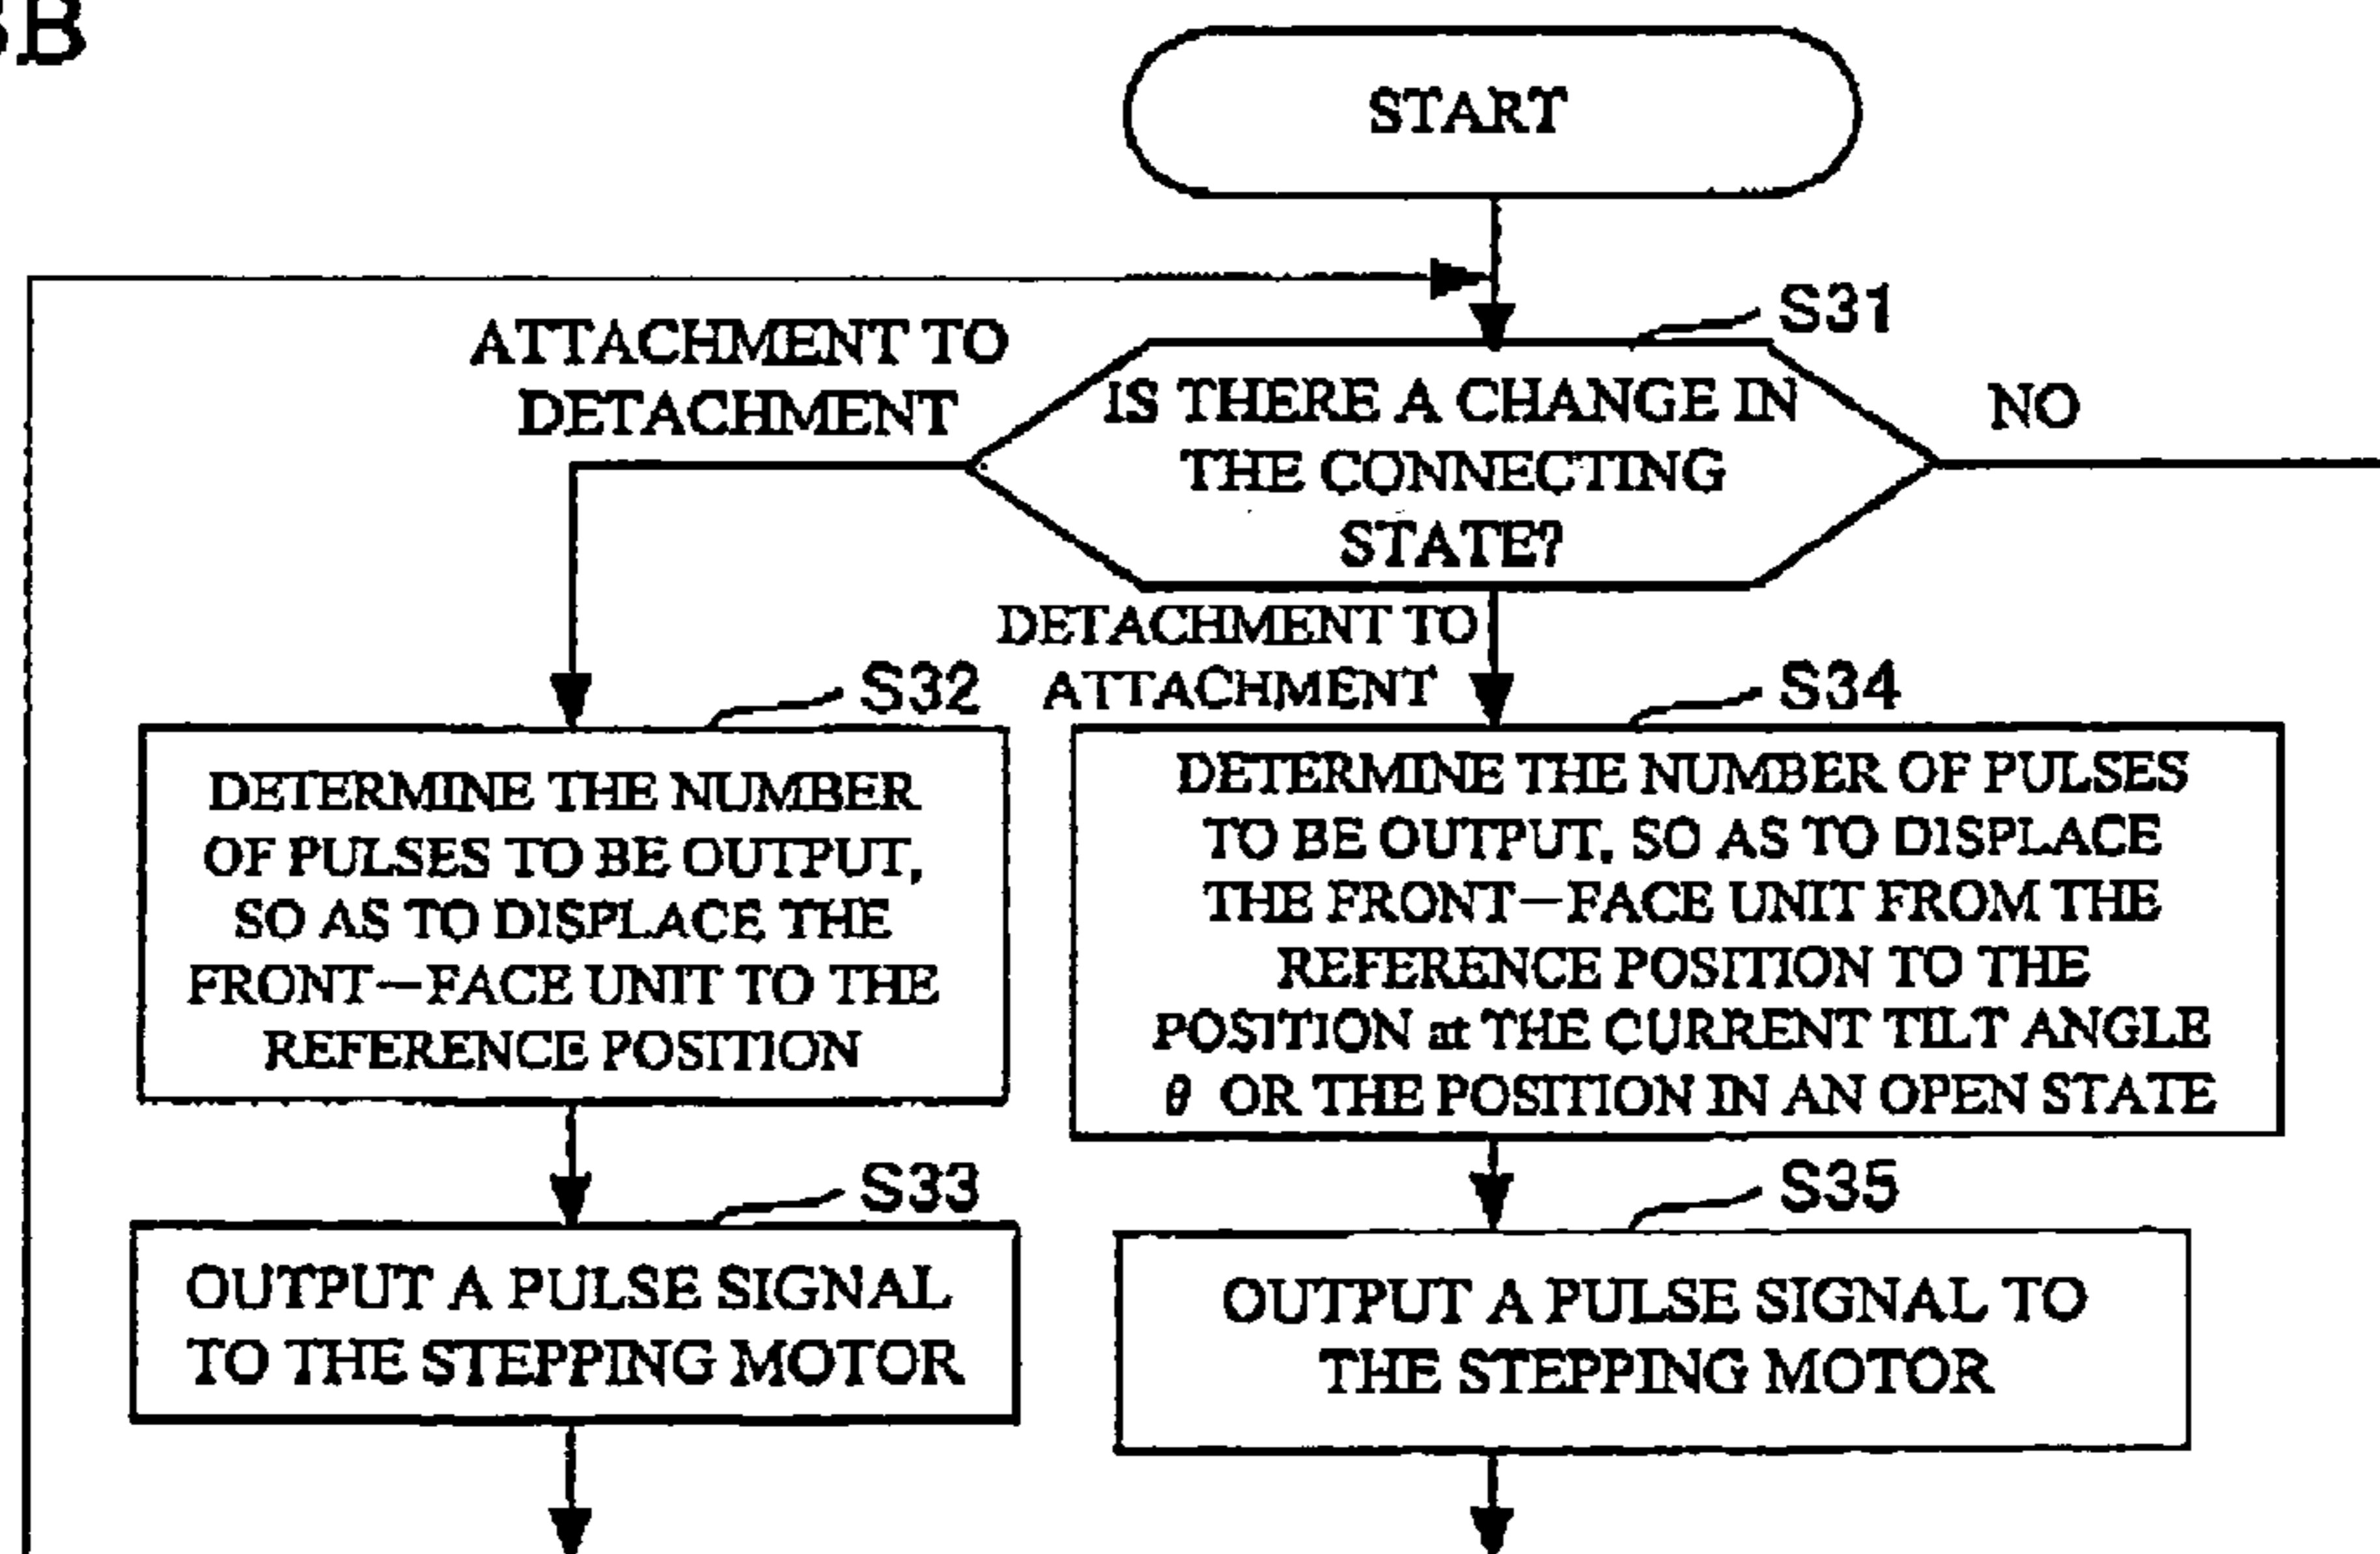 B
START
S31
ATTACHMENT TO
DETACHMENT
IS THERE A CHANGE IN
THE CONNECTING
STATE?
NO
DETACHMENT TO
ATTACHMENT
S32
DETERMINE THE NUMBER
OF PULSES TO BE OUTPUT,
SO AS TO DISPLACE THE
FRONT—FACE UNIT TO THE
REFERENCE POSITION
S34
DETERMINE THE NUMBER OF PULSES
TO BE OUTPUT, SO AS TO DISPLACE
THE FRONT—FACE UNIT FROM THE
REFERENCE POSITION TO THE
POSITION at THE CURRENT TILT ANGLE
θ OR THE POSITION IN AN OPEN STATE
S33
OUTPUT A PULSE SIGNAL
TO THE STEPPING MOTOR
S35
OUTPUT A PULSE SIGNAL TO
THE STEPPING MOTOR